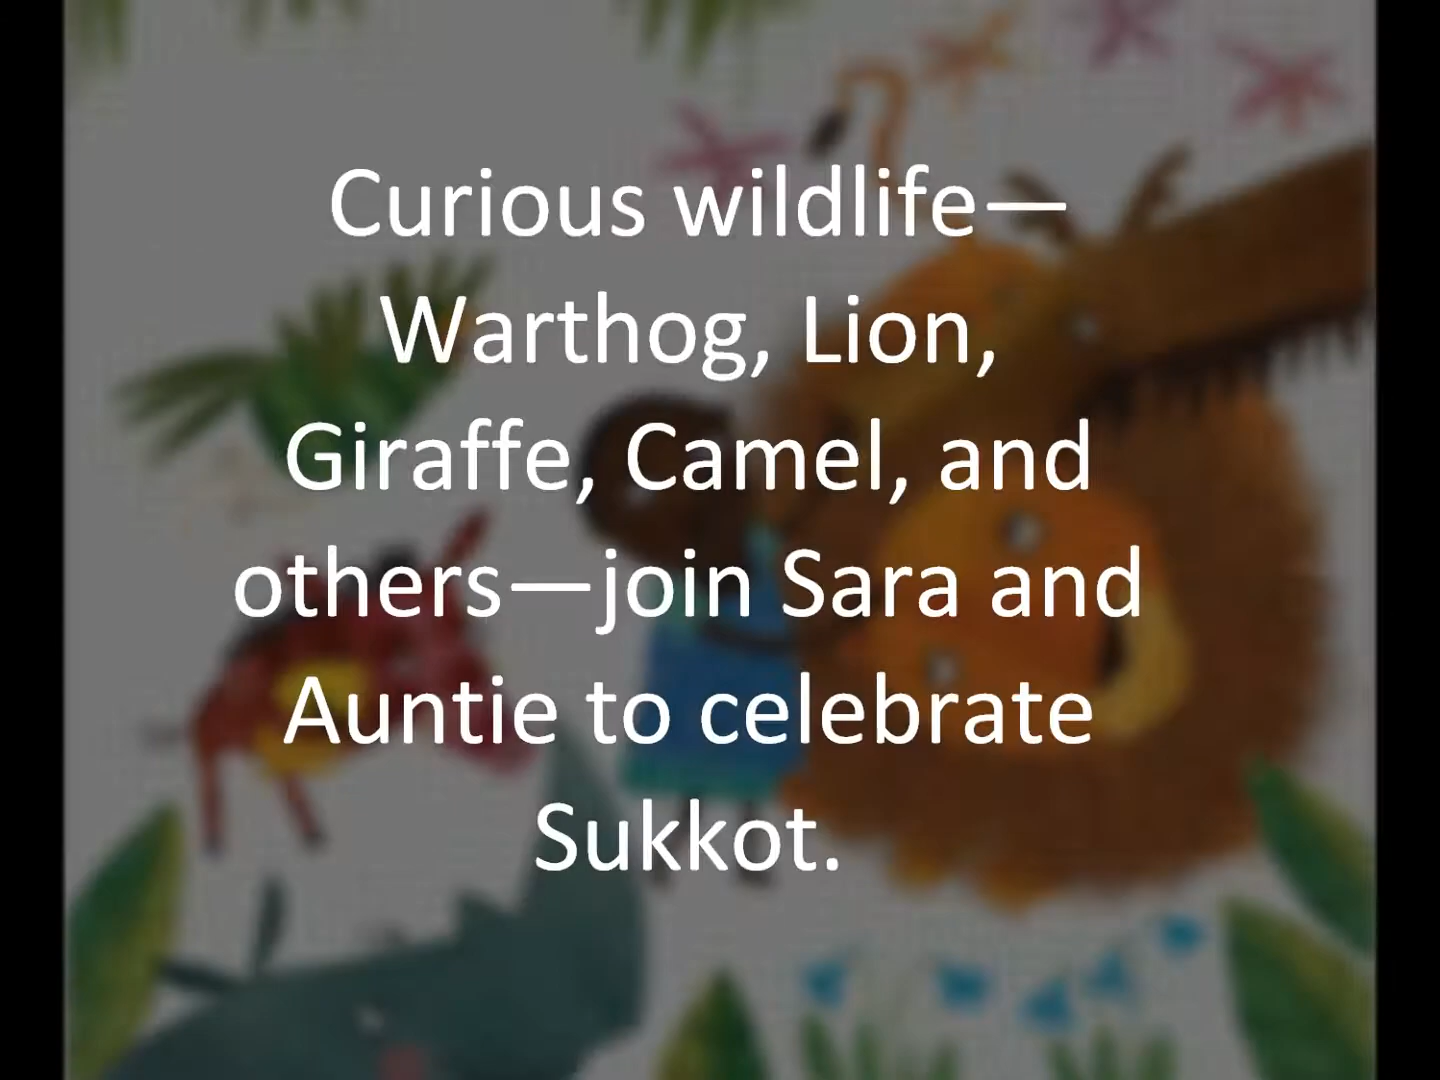 Curious wildlife—
Warthog, Lion,
Giraffe, Camel, and
others—join Sara and
Auntie to celebrate
Sukkot.